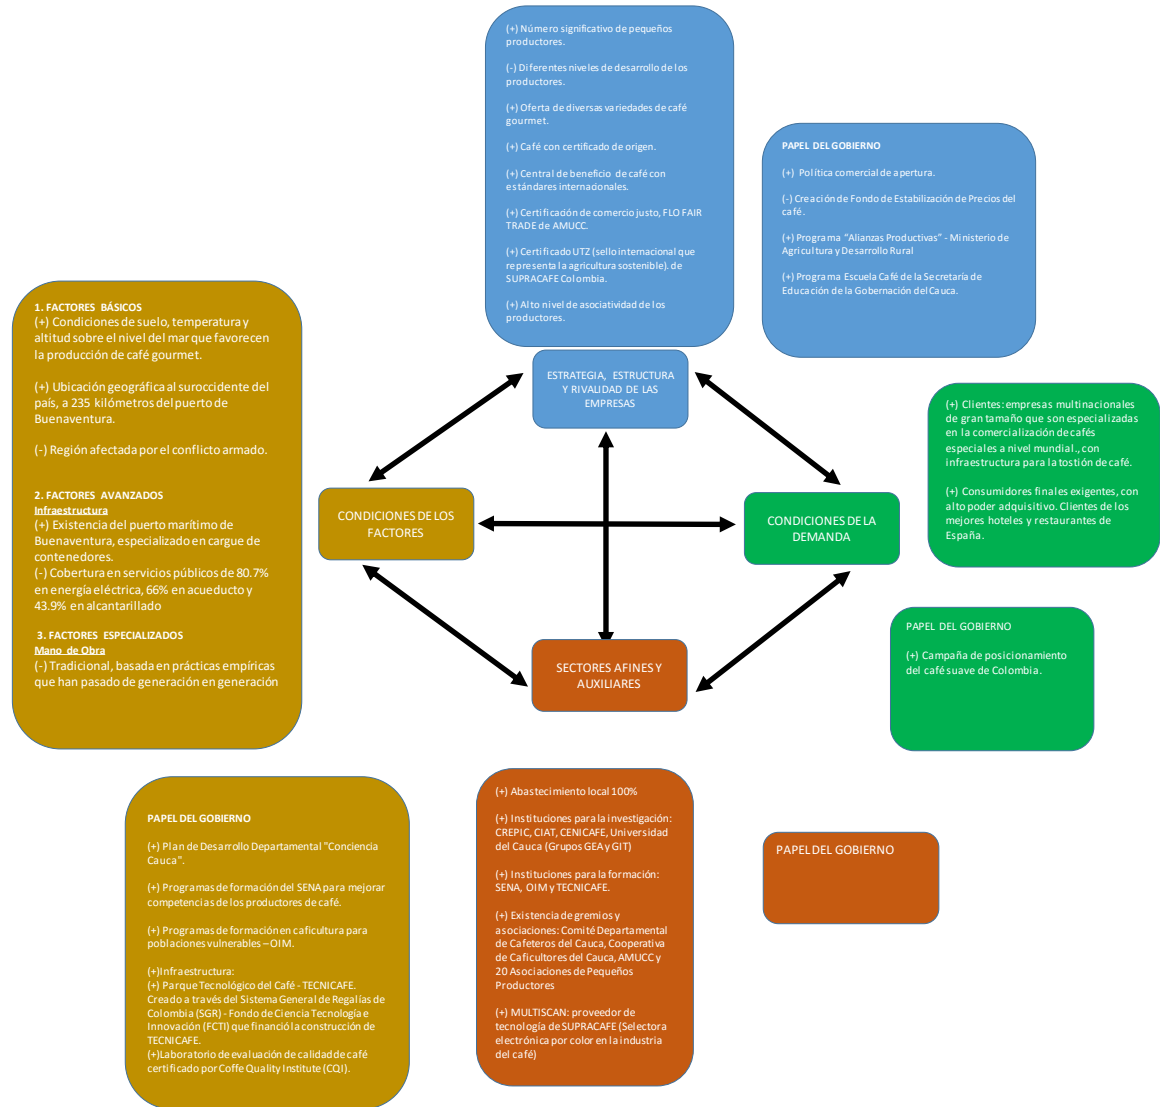 (+) Número significativo de pequeños
productores.
(-) Diferentes niveles de desarrollo de los
productores.
(+) Oferta de diversas variedades de café
gourmet.
(+) Café con certificado de origen.
(+) Central de beneficio de café con
estándares internacionales.
(+) Certificación de comercio justo, FLO FAIR
TRADE de AMUCC.
(+) Certificado UTZ (sello internacional que
representa la agricultura sostenible). de
SUPRACAFE Colombia.
(+) Alto nivel de asociatividad de los
productores.
PAPEL DEL GOBIERNO
(+) Política comercial de apertura.
(-) Creación de Fondo de Estabilización de Precios del
café.
(+) Programa "Alianzas Productivas" - Ministerio de
Agricultura y Desarrollo Rural
(+) Programa Escuela Café de la Secretaría de
Educación de la Gobernación del Cauca.
1. FACTORES BÁSICOS
(+) Condiciones de suelo, temperatura y
altitud sobre el nivel del mar que favorecen
la producción de café gourmet.
(+) Ubicación geográfica al suroccidente del
país, a 235 kilómetros del puerto de
Buenaventura.
(-) Región afectada por el conflicto armado.
2. FACTORES AVANZADOS
Infraestructura
(+) Existencia del puerto marítimo de
Buenaventura, especializado en cargue de
contenedores.
(-) Cobertura en servicios públicos de 80.7%
en energía eléctrica, 66% en acueducto y
43.9% en alcantarillado
3. FACTORES ESPECIALIZADOS
Mano de Obra
(-) Tradicional, basada en prácticas empíricas
que han pasado de generación en generación
ESTRATEGIA, ESTRUCTURA
Y RIVALIDAD DE LAS
EMPRESAS
CONDICIONES DE LOS
FACTORES
CONDICIONES DE LA
DEMANDA
SECTORES AFINES Y
AUXILIARES
(+) Clientes: empresas multinacionales
de gran tamaño que son especializadas
en la comercialización de cafés
especiales a nivel mundial., con
infraestructura para la tostión de café.
(+) Consumidores finales exigentes, con
alto poder adquisitivo. Clientes de los
mejores hoteles y restaurantes de
España.
PAPEL DEL GOBIERNO
(+) Campaña de posicionamiento
del café suave de Colombia.
PAPEL DEL GOBIERNO
(+) Plan de Desarrollo Departamental "Conciencia
Cauca".
(+) Programas de formación del SENA para mejorar
competencias de los productores de café.
(+) Programas de formación en caficultura para
poblaciones vulnerables – OIM.
(+)Infraestructura:
(+) Parque Tecnológico del Café - TECNICAFE.
Creado a través del Sistema General de Regalías de
Colombia (SGR) - Fondo de Ciencia Tecnología e
Innovación (FCTI) que financió la construcción de
TECNICAFE.
(+)Laboratorio de evaluación de calidad de café
certificado por Coffe Quality Institute (CQI).
(+) Abastecimiento local 100%
(+) Instituciones para la investigación:
CREPIC, CIAT, CENICAFE, Universidad
del Cauca (Grupos GEA y GIT)
(+) Instituciones para la formación:
SENA, OIM y TECNICAFE.
(+) Existencia de gremios y
asociaciones: Comité Departamental
de Cafeteros del Cauca, Cooperativa
de Caficultores del Cauca, AMUCC y
20 Asociaciones de Pequeños
Productores
(+) MULTISCAN: proveedor de
tecnología de SUPRACAFE (Selectora
electrónica por color en la industria
del café)
PAPEL DEL GOBIERNO